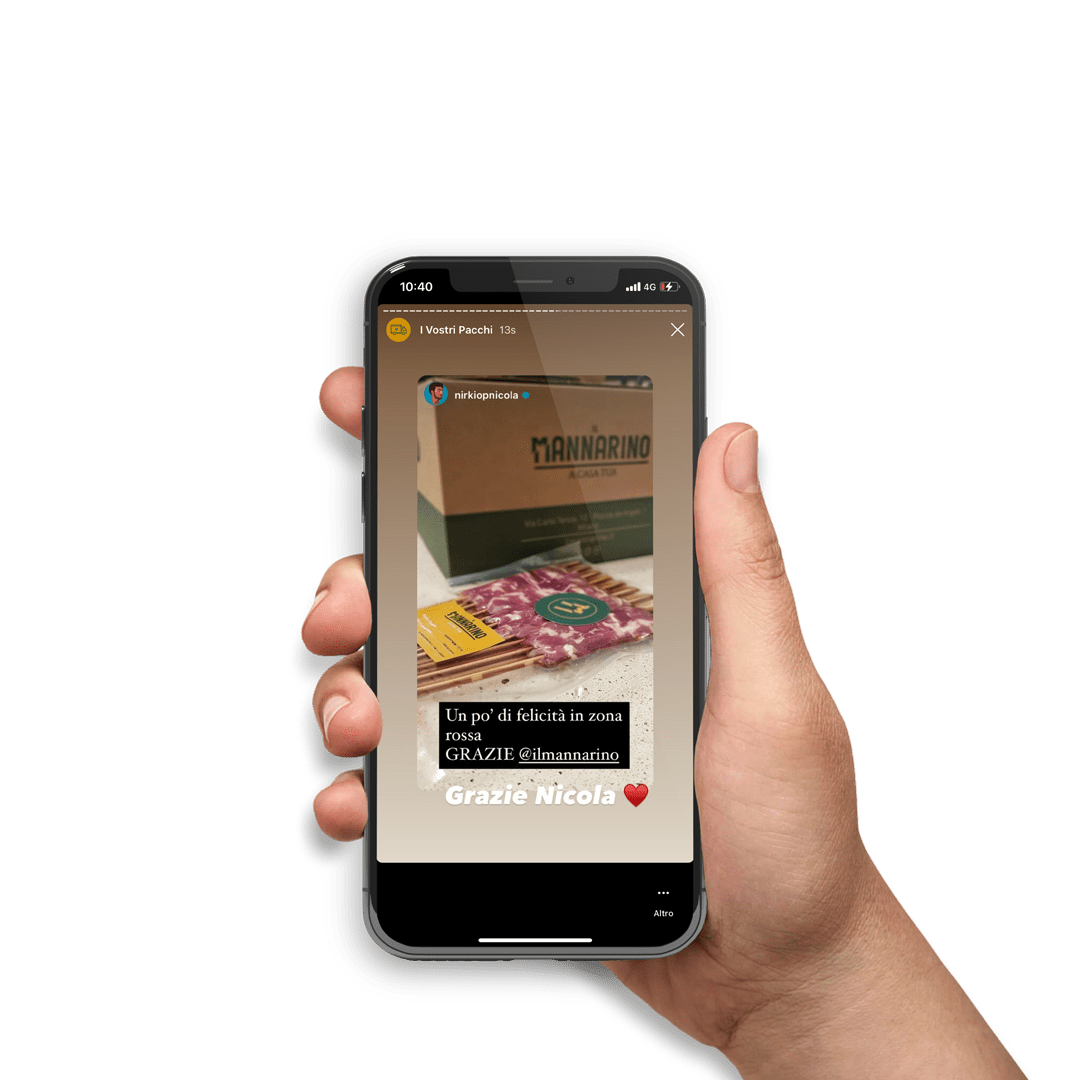 10:40
4G
I Vostri Pacchi 13s
nirkiopnicola
IL
MANNARINO
A CASA TUA
MANNARINO
Un po' di felicità in zona
rossa
GRAZIE @ilmannarino
Grazie Nicola ❤️
Altro